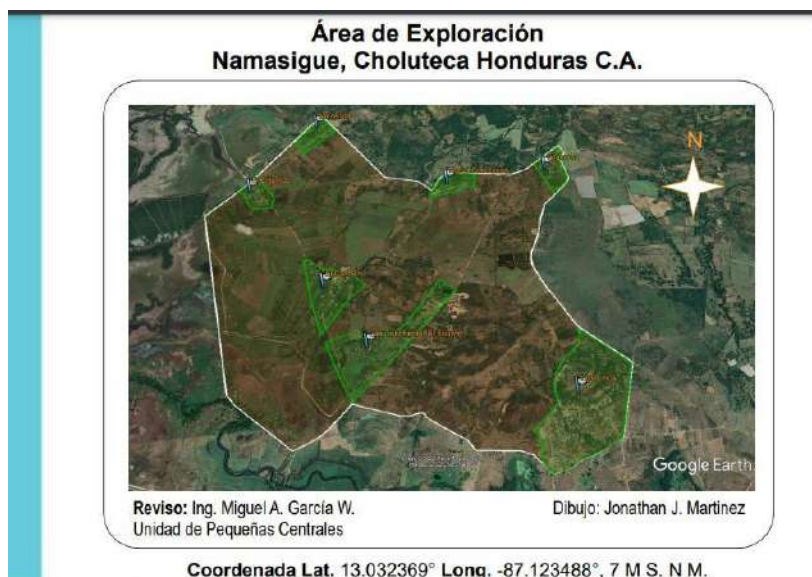 Área de Exploración
Namasigue, Choluteca Honduras C.A.
N
Google Earth
Reviso: Ing. Miguel A. García W.
Dibujo: Jonathan J. Martinez
Unidad de Pequeñas Centrales
Coordenada Lat. 13.032369° Long. -87.123488°, 7 M S. N M.